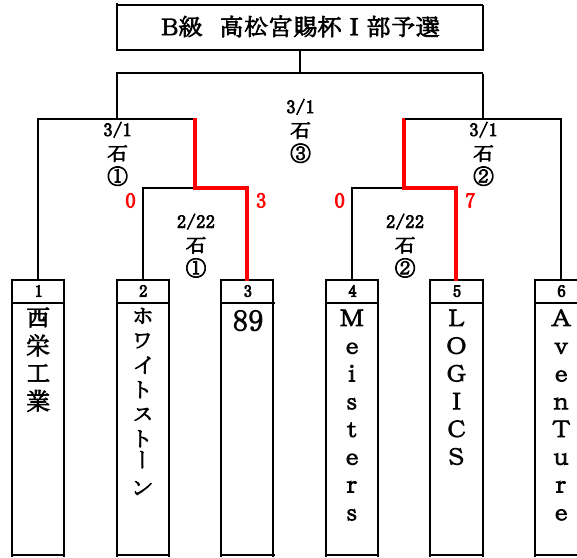 B級 高松宮賜杯Ⅰ部予選
3/1
石
③
3/1
石
①
3/1
石
②
0
3
0
7
2/22
石
①
2/22
石
②
1
2
3
4
5
6
西栄工業
ホワイトストーン
89
Meisters
LOGICS
AvenTure